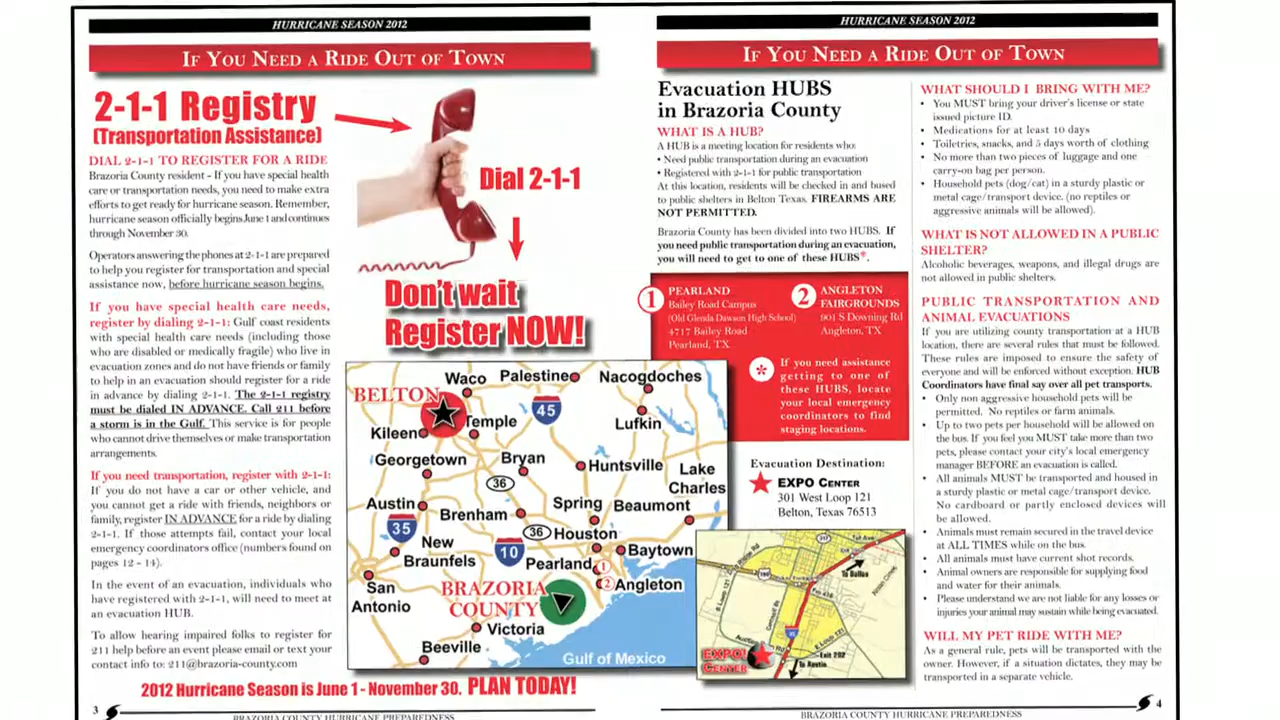 HURRICANE SEASON 2012
IF YOU NEED A RIDE OUT OF TOWN
2-1-1 Registry
(Transportation Assistance)
DIAL 2-1-1 TO REGISTER FOR A RIDE
Brazoria County resident – If you have special health
care or transportation needs, you need to make extra
efforts to get ready for hurricane season. Remember,
hurricane season officially begins June 1 and continues
through November 30.
Operators answering the phones at 2-1-1 are prepared
to help you register for transportation and special
assistance now, before hurricane season begins.
If you have special health care needs,
register by dialing 2-1-1: Gulf coast residents
with special health care needs (including those
who are disabled or medically fragile) who live in
evacuation zones and do not have friends or family
to help in an evacuation should register for a ride
in advance by dialing 2-1-1. The 2-1-1 registry
must be dialed IN ADVANCE. Call 211 before
a storm is in the Gulf. This service is for people
who cannot drive themselves or make transportation
arrangements.
If you need transportation, register with 2-1-1:
If you do not have a car or other vehicle, and
you cannot get a ride with friends, neighbors or
family, register IN ADVANCE for a ride by dialing
2-1-1. If those attempts fail, contact your local
emergency coordinators office (numbers found on
pages 12 – 14).
In the event of an evacuation, individuals who
have registered with 2-1-1, will need to meet at
an evacuation HUB.
To allow hearing impaired folks to register for
211 help before an event please email or text your
contact info to: 211@brazoria-county.com
Dial 2-1-1
Don't wait
Register NOW!
BELTON
Waco
Palestine
Nacogdoches
45
Temple
Lufkin
Kileen
Georgetown
Bryan
Huntsville
Lake
Charles
36
Austin
Spring
Beaumont
35
Brenham
36
Houston
New
Braunfels
10
Pearland
1
Baytown
San
Antonio
BRAZORIA
COUNTY
2
Angleton
Victoria
Beeville
Gulf of Mexico
2012 Hurricane Season is June 1 - November 30. PLAN TODAY!
3
BRAZORIA COUNTY HURRICANE PREPAREDNESS
HURRICANE SEASON 2012
IF YOU NEED A RIDE OUT OF TOWN
Evacuation HUBS
in Brazoria County
WHAT IS A HUB?
A HUB is a meeting location for residents who:
• Need public transportation during an evacuation
• Registered with 2-1-1 for public transportation
At this location, residents will be checked in and bused
to public shelters in Belton Texas. FIREARMS ARE
NOT PERMITTED.
Brazoria County has been divided into two HUBS. If
you need public transportation during an evacuation,
you will need to get to one of these HUBS*.
1 PEARLAND
Bailey Road Campus
(Old Glenda Dawson High School)
4717 Bailey Road
Pearland, TX
2 ANGLETON
FAIRGROUNDS
901 S Downing Rd
Angleton, TX
* If you need assistance
getting to one of
these HUBS, locate
your local emergency
coordinators to find
staging locations.
Evacuation Destination:
EXPO CENTER
301 West Loop 121
Belton, Texas 76513
To Dallas
E Loop 121
Exit 292
To Austin
EXPO!
CENTER
WHAT SHOULD I BRING WITH ME?
• You MUST bring your driver's license or state
issued picture ID.
• Medications for at least 10 days
• Toiletries, snacks, and 5 days worth of clothing
• No more than two pieces of luggage and one
carry-on bag per person.
• Household pets (dog/cat) in a sturdy plastic or
metal cage/transport device. (no reptiles or
aggressive animals will be allowed).
WHAT IS NOT ALLOWED IN A PUBLIC
SHELTER?
Alcoholic beverages, weapons, and illegal drugs are
not allowed in public shelters.
PUBLIC TRANSPORTATION AND
ANIMAL EVACUATIONS
If you are utilizing county transportation at a HUB
location, there are several rules that must be followed.
These rules are imposed to ensure the safety of
everyone and will be enforced without exception. HUB
Coordinators have final say over all pet transports.
• Only non aggressive household pets will be
permitted. No reptiles or farm animals.
• Up to two pets per household will be allowed on
the bus. If you feel you MUST take more than two
pets, please contact your city's local emergency
manager BEFORE an evacuation is called.
• All animals MUST be transported and housed in
a sturdy plastic or metal cage/transport device.
No cardboard or partly enclosed devices will
be allowed.
• Animals must remain secured in the travel device
at ALL TIMES while on the bus.
• All animals must have current shot records.
• Animal owners are responsible for supplying food
and water for their animals.
• Please understand we are not liable for any losses or
injuries your animal may sustain while being evacuated.
WILL MY PET RIDE WITH ME?
As a general rule, pets will be transported with the
owner. However, if a situation dictates, they may be
transported in a separate vehicle.
BRAZORIA COUNTY HURRICANE PREPAREDNESS
4